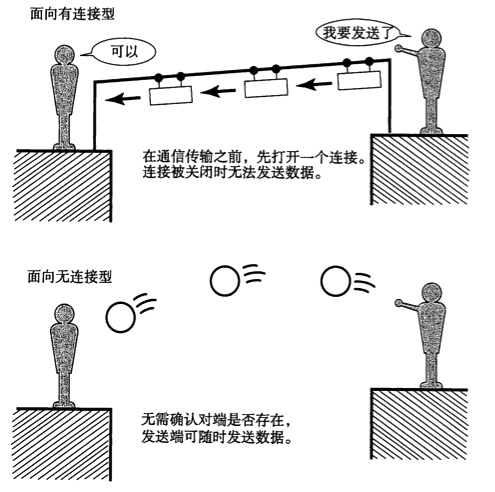 面向有连接型
可以
我要发送了
在通信传输之前，先打开一个连接。
连接被关闭时无法发送数据。
面向无连接型
无需确认对端是否存在，
发送端可随时发送数据。